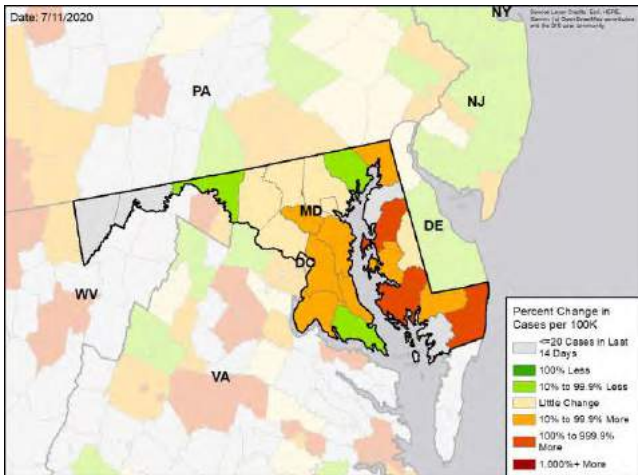 Date: 7/11/2020
NY
PA
NJ
MD
DE
DC
WV
VA
Percent Change in
Cases per 100K
<=20 Cases in Last
14 Days
100% Less
10% to 99.9% Less
Little Change
10% to 99.9% More
100% to 999.9%
More
1,000%+ More